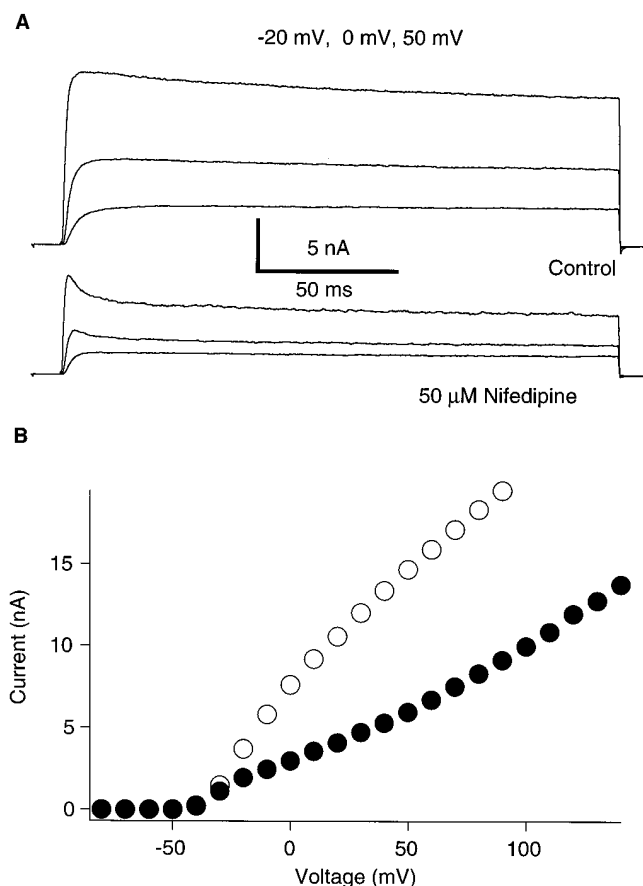 A
-20 mV, 0 mV, 50 mV
5 nA
50 ms
Control
50 µM Nifedipine
B
Current (nA)
15
10
5
0
-50 0 50 100
Voltage (mV)